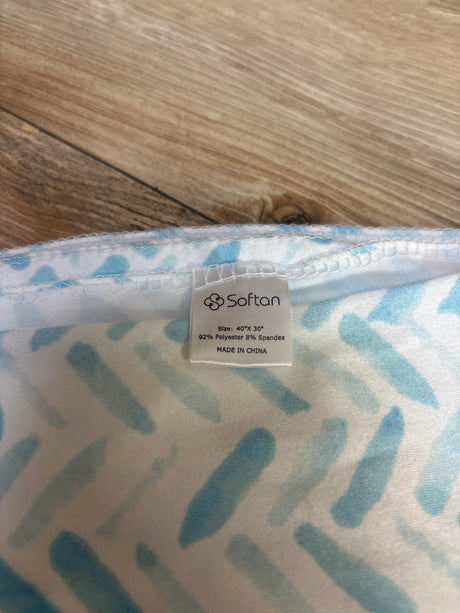 Softan
Size: 40"X 30"
92% Polyester 8% Spandex
MADE IN CHINA